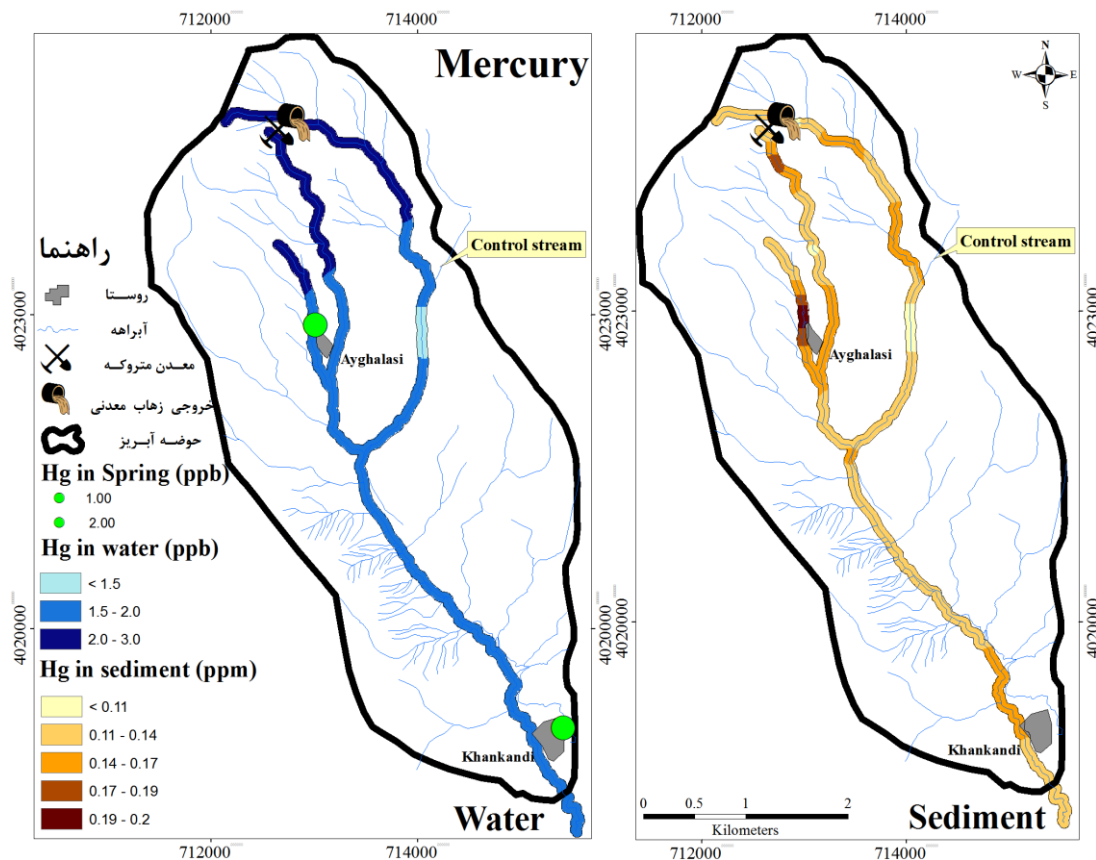 712000
714000
712000
714000
Mercury
N
W
E
S
Control stream
Control stream
راهنما
روستا
آبراهه
معدن متروکه
خروجی زهاب معدنی
حوضه آبریز
4023000
4023000
4023000
Ayghalasi
Ayghalasi
Hg in Spring (ppb)
1.00
2.00
Hg in water (ppb)
< 1.5
1.5 - 2.0
2.0 - 3.0
4020000
4020000
4020000
Hg in sediment (ppm)
< 0.11
0.11 - 0.14
0.14 - 0.17
0.17 - 0.19
0.19 - 0.2
Khankandi
Khankandi
Water
0 0.5 1 2
Kilometers
Sediment
712000
714000
712000
714000